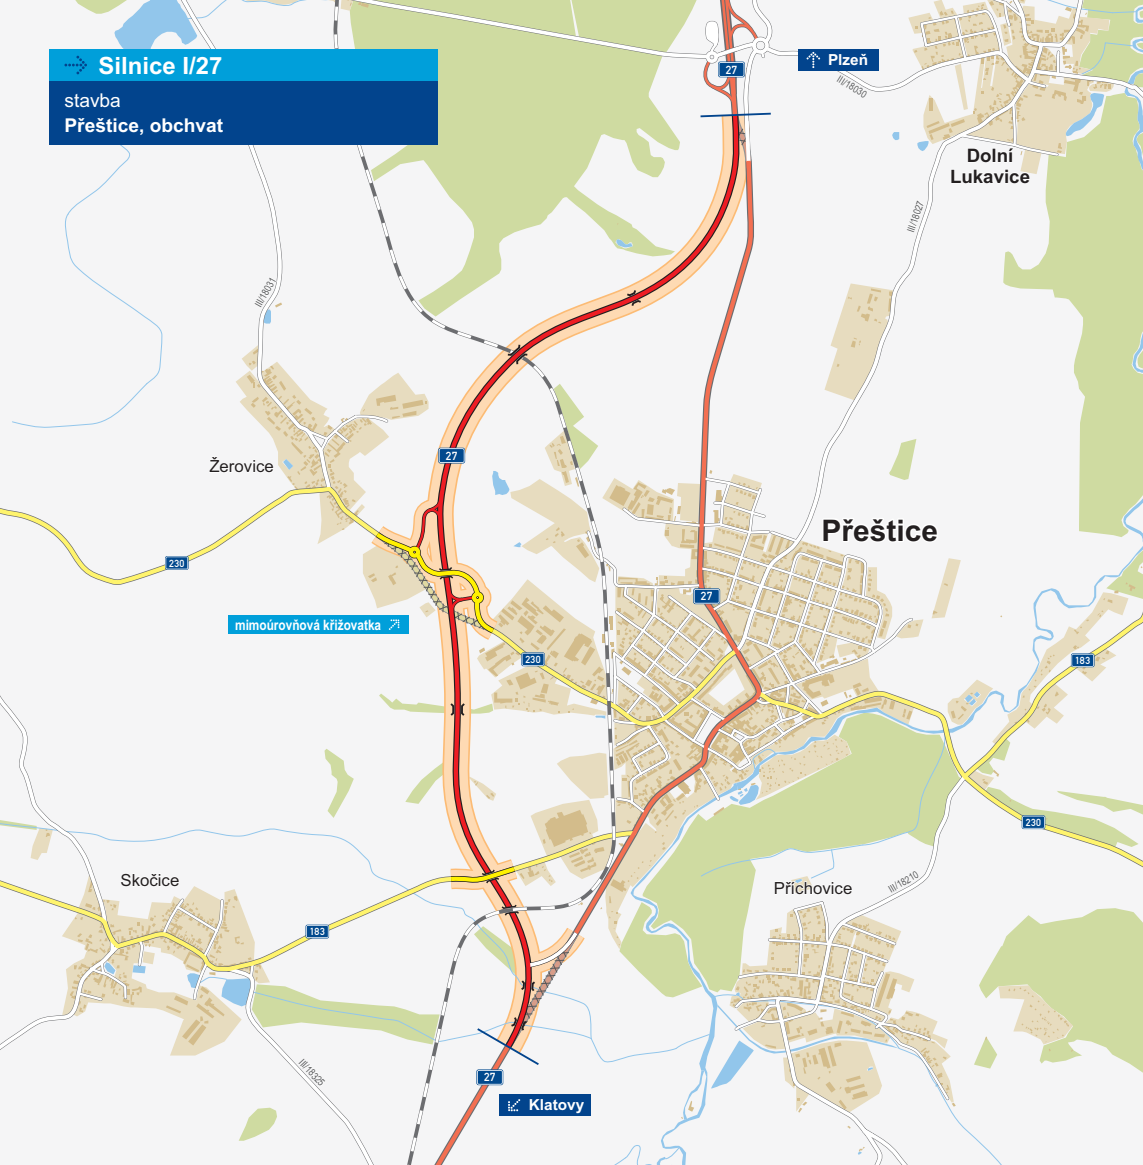 Silnice I/27
stavba
Přeštice, obchvat
27
Plzeň
III/18030
Dolní
Lukavice
III/18027
III/18031
27
Žerovice
Přeštice
230
27
mimoúrovňová křižovatka
230
183
230
Skočice
Příchovice
III/18210
183
III/18325
27
Klatovy